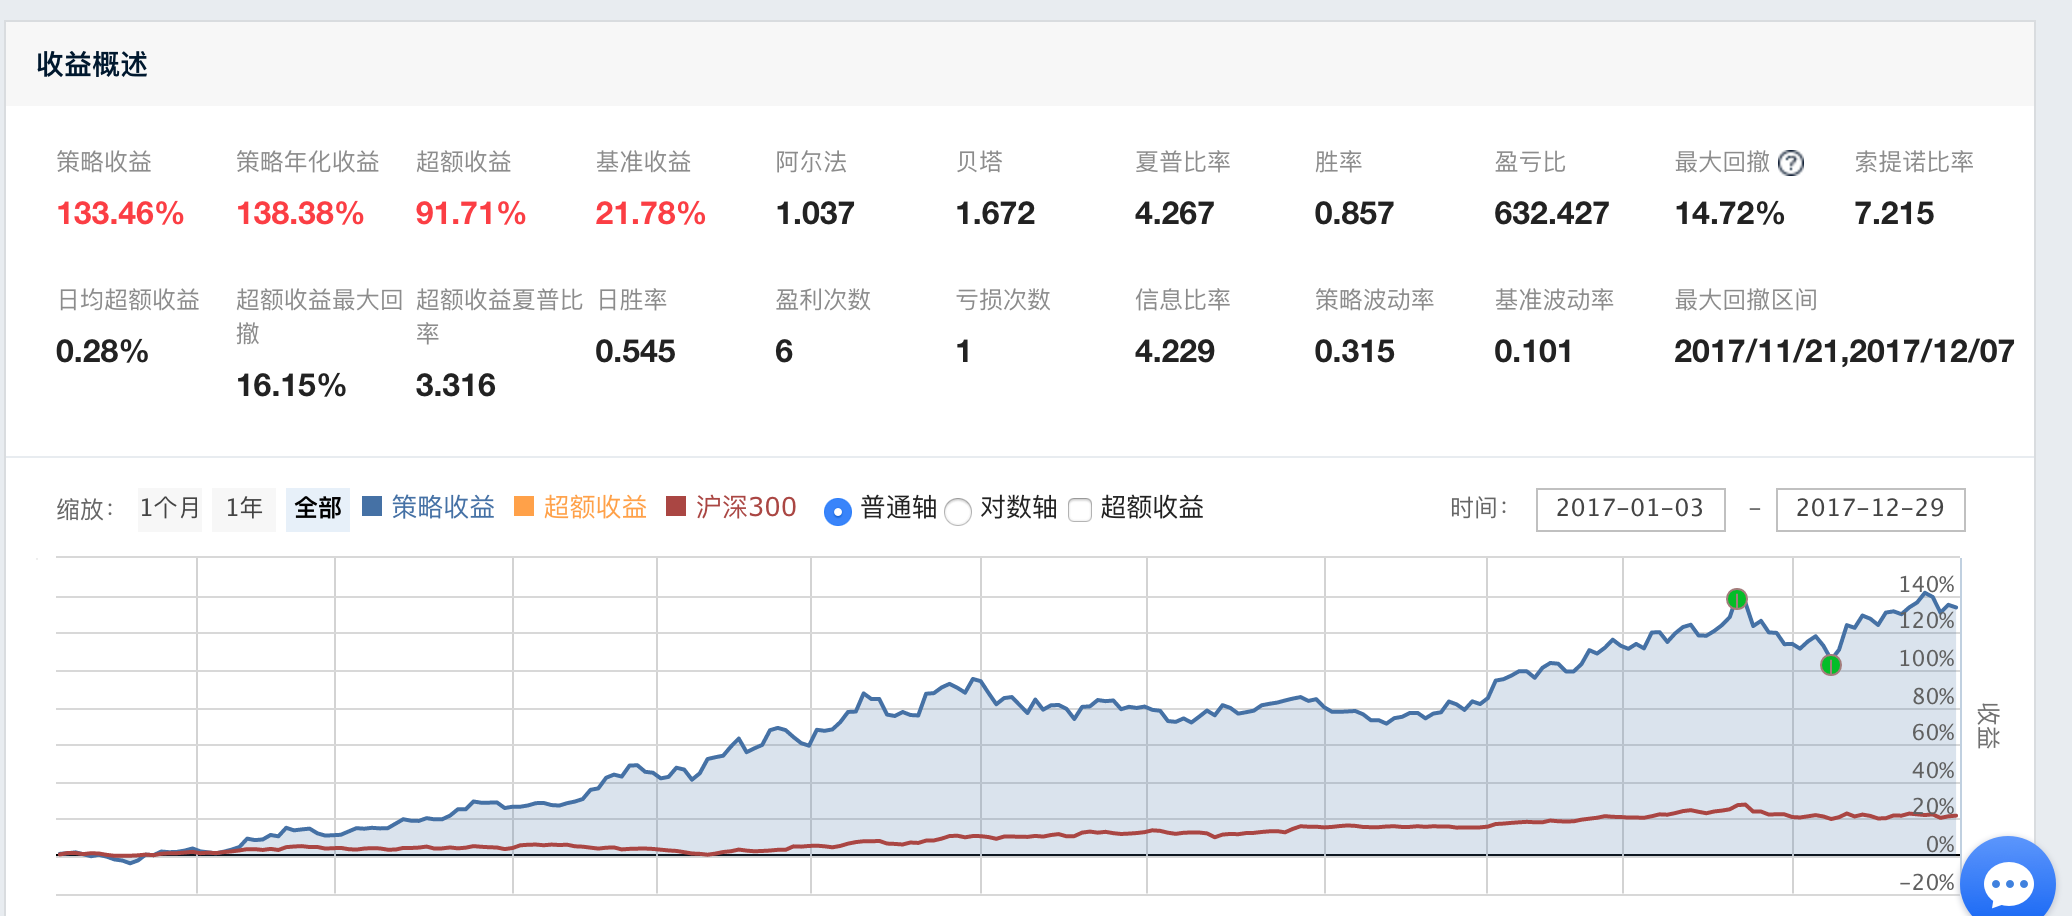 收益概述
策略收益 策略年化收益 超额收益 基准收益 阿尔法 贝塔 夏普比率 胜率 盈亏比 最大回撤 ? 索提诺比率
133.46% 138.38% 91.71% 21.78% 1.037 1.672 4.267 0.857 632.427 14.72% 7.215
日均超额收益 超额收益最大回撤 超额收益夏普比率 日胜率 盈利次数 亏损次数 信息比率 策略波动率 基准波动率 最大回撤区间
0.28% 16.15% 3.316 0.545 6 1 4.229 0.315 0.101 2017/11/21,2017/12/07
缩放: 1个月 1年 全部 策略收益 超额收益 沪深300 普通轴 对数轴 超额收益 时间: 2017-01-03 - 2017-12-29
140%
120%
100%
80%
60%
40%
20%
0%
-20%
收益